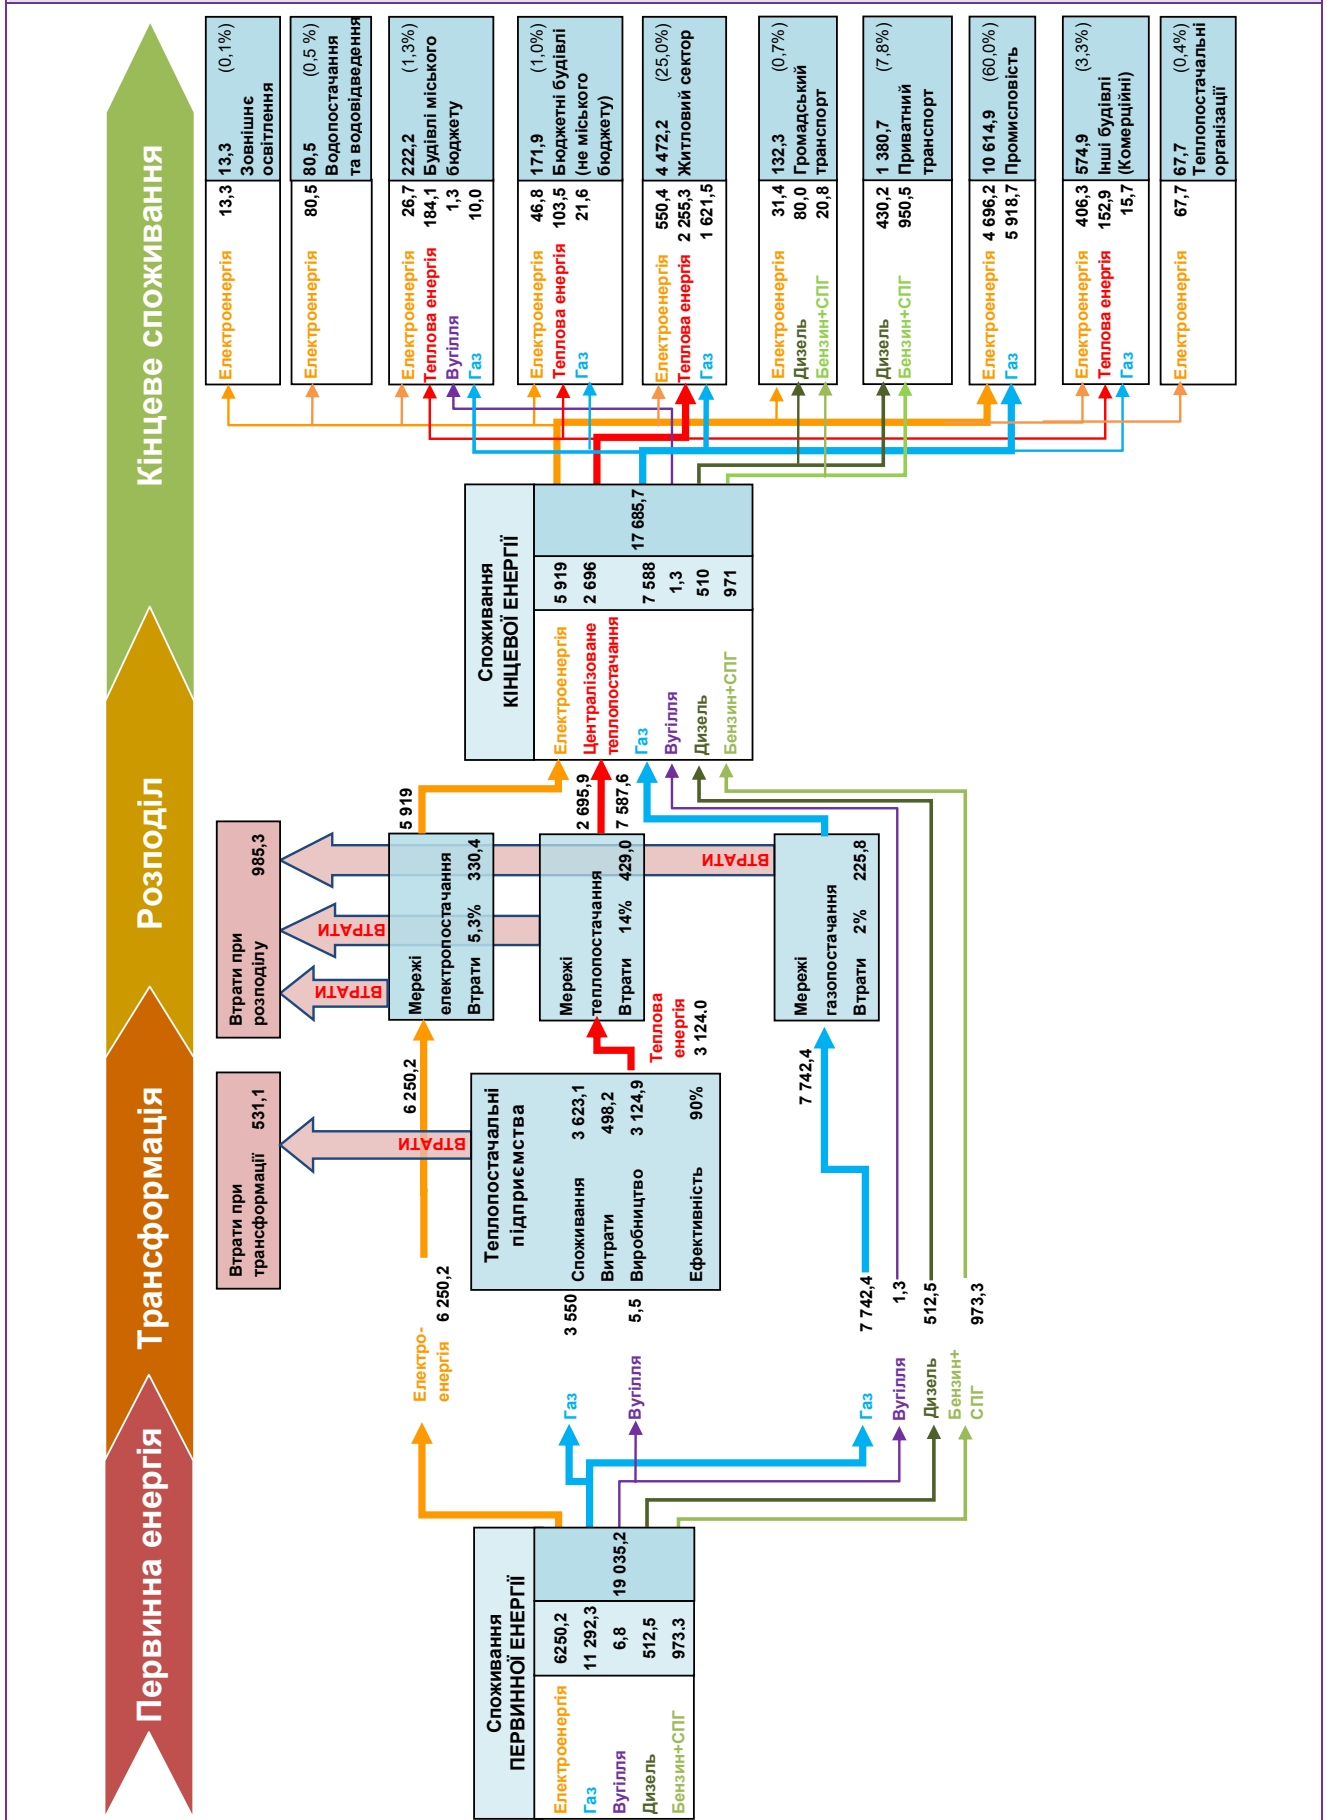 Первинна енергія
Трансформація
Розподіл
Кінцеве споживання
Споживання
ПЕРВИННОЇ ЕНЕРГІЇ
Електроенергія 6250,2
Газ 11 292,3
Вугілля 6,8
Дизель 512,5
Бензин+СПГ 973.3
19 035,2
Електро-
енергія 6 250,2
Газ 3 550
Вугілля 5,5
Газ 7 742,4
Вугілля 1,3
Дизель 512,5
Бензин+
СПГ 973,3
Втрати при
трансформації 531,1
ВТРАТИ
6 250,2
Теплопостачальні
підприємства
Споживання 3 623,1
Витрати 498,2
Виробництво 3 124,9
Ефективність 90%
Теплова
енергія
3 124.0
7 742,4
Втрати при
розподілу 985,3
ВТРАТИ
ВТРАТИ
ВТРАТИ
Мережі
електропостачання
Втрати 5,3% 330,4
Мережі
теплопостачання
Втрати 14% 429,0
Мережі
газопостачання
Втрати 2% 225,8
5 919
2 695,9
7 587,6
Споживання
КІНЦЕВОЇ ЕНЕРГІЇ
Електроенергія 5 919
Централізоване 2 696
теплопостачання
Газ 7 588
Вугілля 1,3
Дизель 510
Бензин+СПГ 971
17 685,7
Електроенергія 13,3
13,3 (0,1%)
Зовнішнє
освітлення
Електроенергія 80,5
80,5 (0,5 %)
Водопостачання
та водовідведення
Електроенергія 26,7
Теплова енергія 184,1
Вугілля 1,3
Газ 10,0
222,2 (1,3%)
Будівлі міського
бюджету
Електроенергія 46,8
Теплова енергія 103,5
Газ 21,6
171,9 (1,0%)
Бюджетні будівлі
(не міського
бюджету)
Електроенергія 550,4
Теплова енергія 2 255,3
Газ 1 621,5
4 472,2 (25,0%)
Житловий сектор
Електроенергія 31,4
Дизель 80,0
Бензин+СПГ 20,8
132,3 (0,7%)
Громадський
транспорт
Дизель 430,2
Бензин+СПГ 950,5
1 380,7 (7,8%)
Приватний
транспорт
Електроенергія 4 696,2
Газ 5 918,7
10 614,9 (60,0%)
Промисловість
Електроенергія 406,3
Теплова енергія 152,9
Газ 15,7
574,9 (3,3%)
Інші будівлі
(Комерційні)
Електроенергія 67,7
67,7 (0,4%)
Теплопостачальні
організації